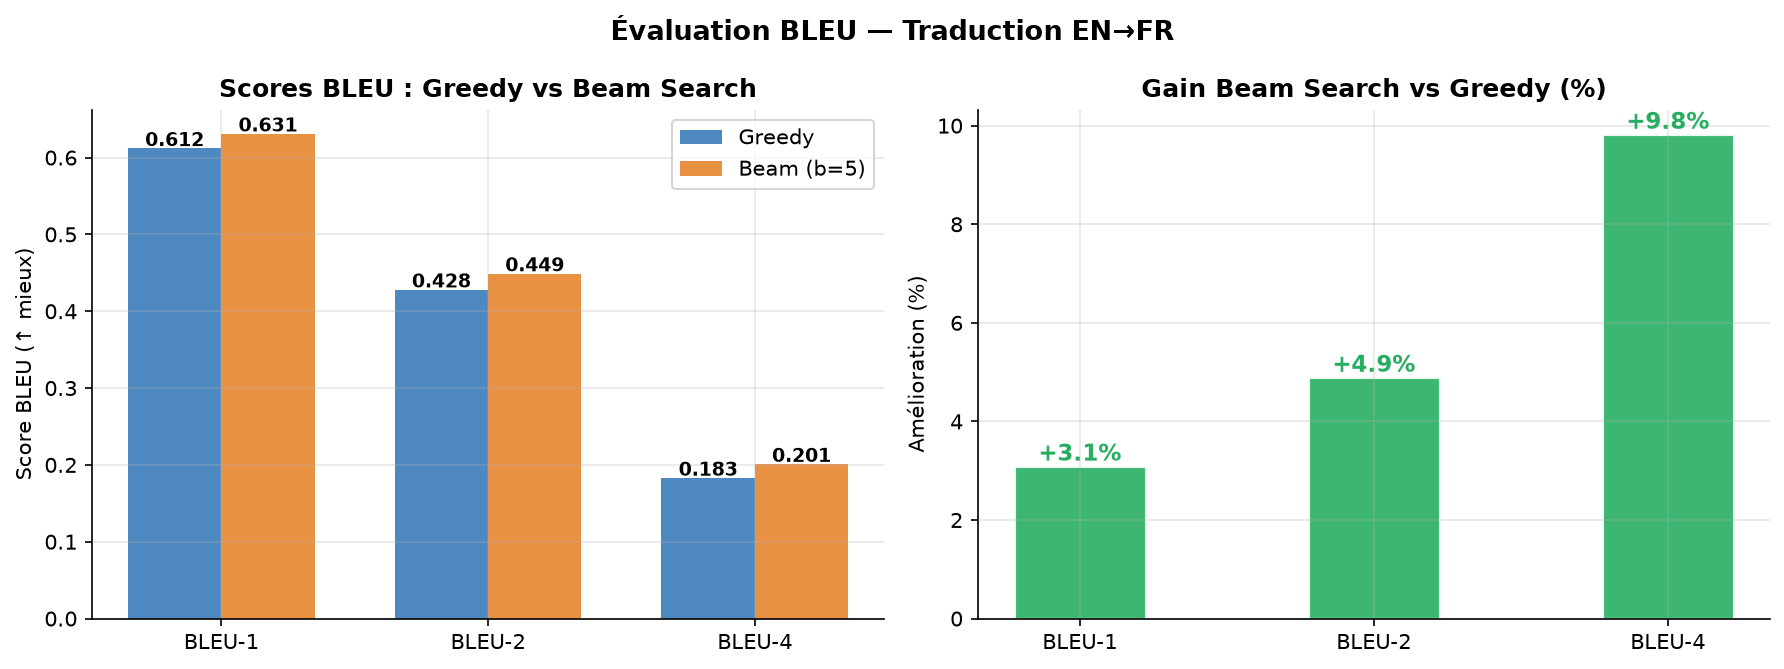 Évaluation BLEU — Traduction EN→FR
Scores BLEU : Greedy vs Beam Search
Score BLEU (↑ mieux)
0.6
0.5
0.4
0.3
0.2
0.1
0.0
0.612
0.631
0.428
0.449
0.183
0.201
Greedy
Beam (b=5)
BLEU-1
BLEU-2
BLEU-4
Gain Beam Search vs Greedy (%)
Amélioration (%)
10
8
6
4
2
0
+3.1%
+4.9%
+9.8%
BLEU-1
BLEU-2
BLEU-4